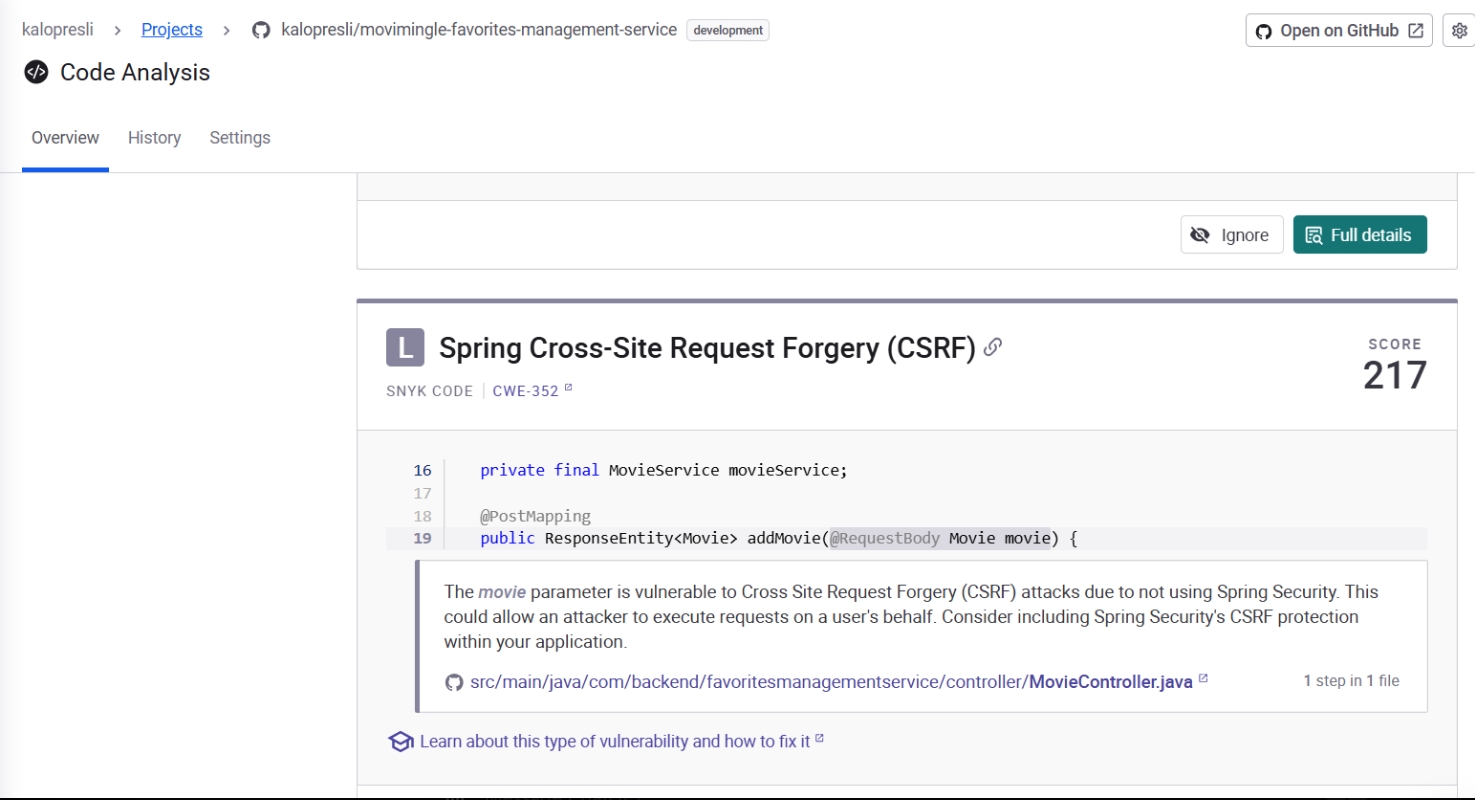 kalopresli > Projects > kalopresli/movimingle-favorites-management-service development Open on GitHub
Code Analysis
Overview History Settings
Ignore Full details
L Spring Cross-Site Request Forgery (CSRF) SCORE
217
SNYK CODE | CWE-352
16 private final MovieService movieService;
17
18 @PostMapping
19 public ResponseEntity<Movie> addMovie(@RequestBody Movie movie) {
The movie parameter is vulnerable to Cross Site Request Forgery (CSRF) attacks due to not using Spring Security. This
could allow an attacker to execute requests on a user's behalf. Consider including Spring Security's CSRF protection
within your application.
src/main/java/com/backend/favoritesmanagementservice/controller/MovieController.java 1 step in 1 file
Learn about this type of vulnerability and how to fix it